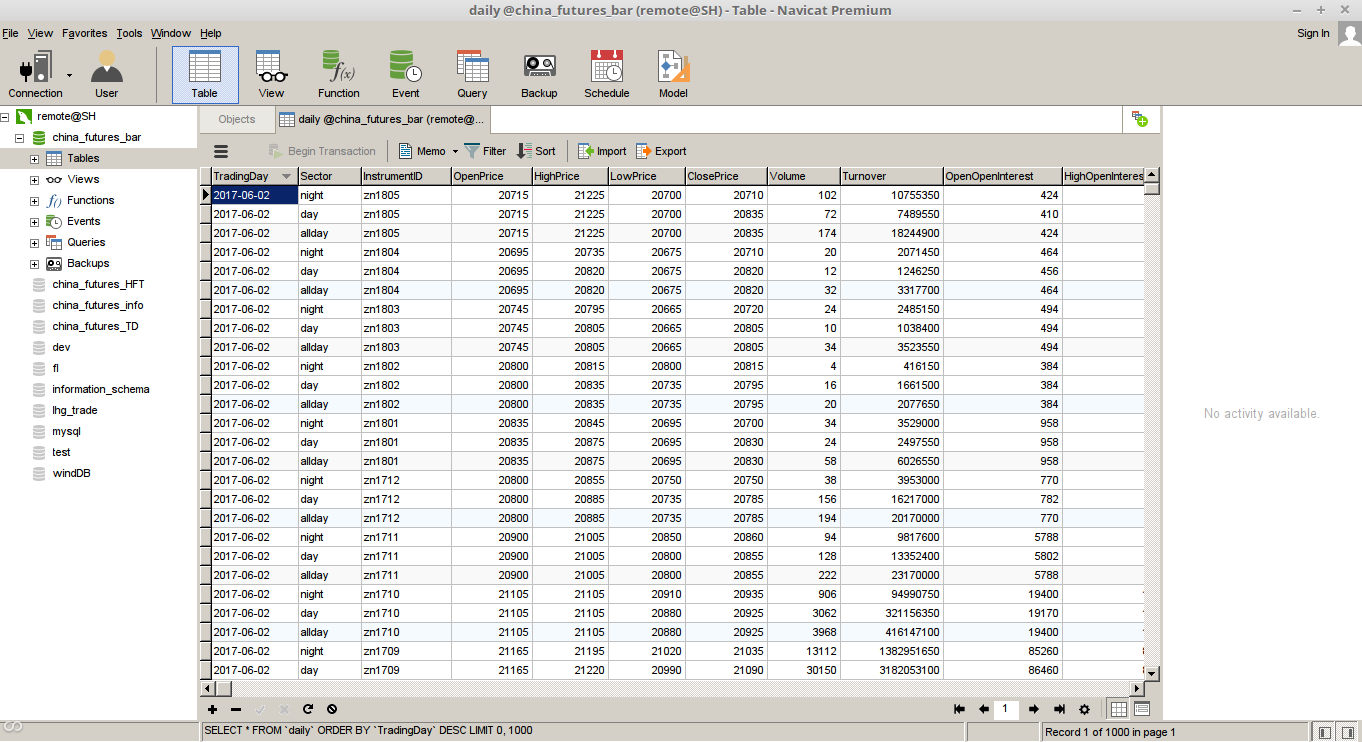 daily @china_futures_bar (remote@SH) - Table - Navicat Premium
File View Favorites Tools Window Help
Sign In
Connection User Table View Function Event Query Backup Schedule Model
remote@SH
china_futures_bar
Tables
Views
Functions
Events
Queries
Backups
china_futures_HFT
china_futures_info
china_futures_TD
dev
fl
information_schema
lhg_trade
mysql
test
windDB
Objects daily @china_futures_bar (remote@...
Begin Transaction Memo Filter Sort Import Export
TradingDay Sector InstrumentID OpenPrice HighPrice LowPrice ClosePrice Volume Turnover OpenOpenInterest HighOpenInteres
2017-06-02 night zn1805 20715 21225 20700 20710 102 10755350 424
2017-06-02 day zn1805 20715 21225 20700 20835 72 7489550 410
2017-06-02 allday zn1805 20715 21225 20700 20835 174 18244900 424
2017-06-02 night zn1804 20695 20735 20675 20710 20 2071450 464
2017-06-02 day zn1804 20695 20820 20675 20820 12 1246250 456
2017-06-02 allday zn1804 20695 20820 20675 20820 32 3317700 464
2017-06-02 night zn1803 20745 20795 20665 20720 24 2485150 494
2017-06-02 day zn1803 20745 20805 20665 20805 10 1038400 494
2017-06-02 allday zn1803 20745 20805 20665 20805 34 3523550 494
2017-06-02 night zn1802 20800 20815 20800 20815 4 416150 384
2017-06-02 day zn1802 20800 20835 20735 20795 16 1661500 384
2017-06-02 allday zn1802 20800 20835 20735 20795 20 2077650 384
2017-06-02 night zn1801 20835 20845 20695 20700 34 3529000 958
2017-06-02 day zn1801 20835 20875 20695 20830 24 2497550 958
2017-06-02 allday zn1801 20835 20875 20695 20830 58 6026550 958
2017-06-02 night zn1712 20800 20855 20750 20750 38 3953000 770
2017-06-02 day zn1712 20800 20885 20735 20785 156 16217000 782
2017-06-02 allday zn1712 20800 20885 20735 20785 194 20170000 770
2017-06-02 night zn1711 20900 21005 20850 20860 94 9817600 5788
2017-06-02 day zn1711 20900 21005 20800 20855 128 13352400 5802
2017-06-02 allday zn1711 20900 21005 20800 20855 222 23170000 5788
2017-06-02 night zn1710 21105 21105 20910 20935 906 94990750 19400
2017-06-02 day zn1710 21105 21105 20880 20925 3062 321156350 19170
2017-06-02 allday zn1710 21105 21105 20880 20925 3968 416147100 19400
2017-06-02 night zn1709 21165 21195 21020 21035 13112 1382951650 85260
2017-06-02 day zn1709 21165 21220 20990 21090 30150 3182053100 86460
No activity available.
1
SELECT * FROM `daily` ORDER BY `TradingDay` DESC LIMIT 0, 1000
Record 1 of 1000 in page 1